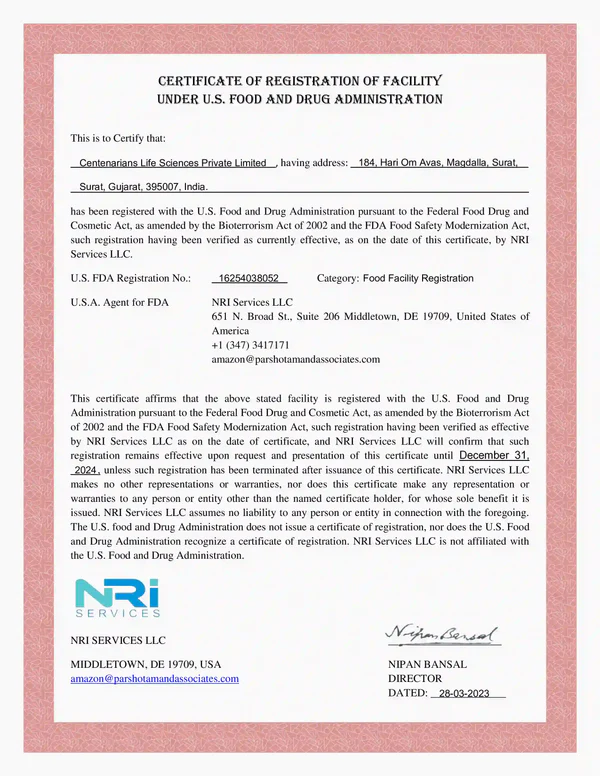 CERTIFICATE OF REGISTRATION OF FACILITY
UNDER U.S. FOOD AND DRUG ADMINISTRATION
This is to Certify that:
Centenarians Life Sciences Private Limited , having address: 184, Hari Om Avas, Magdalla, Surat,
Surat, Gujarat, 395007, India.
has been registered with the U.S. Food and Drug Administration pursuant to the Federal Food Drug and
Cosmetic Act, as amended by the Bioterrorism Act of 2002 and the FDA Food Safety Modernization Act,
such registration having been verified as currently effective, as on the date of this certificate, by NRI
Services LLC.
U.S. FDA Registration No.: 16254038052 Category: Food Facility Registration
U.S.A. Agent for FDA NRI Services LLC
651 N. Broad St., Suite 206 Middletown, DE 19709, United States of
America
+1 (347) 3417171
amazon@parshotamandassociates.com
This certificate affirms that the above stated facility is registered with the U.S. Food and Drug
Administration pursuant to the Federal Food Drug and Cosmetic Act, as amended by the Bioterrorism Act
of 2002 and the FDA Food Safety Modernization Act, such registration having been verified as effective
by NRI Services LLC as on the date of certificate, and NRI Services LLC will confirm that such
registration remains effective upon request and presentation of this certificate until December 31,
2024, unless such registration has been terminated after issuance of this certificate. NRI Services LLC
makes no other representations or warranties, nor does this certificate make any representation or
warranties to any person or entity other than the named certificate holder, for whose sole benefit it is
issued. NRI Services LLC assumes no liability to any person or entity in connection with the foregoing.
The U.S. food and Drug Administration does not issue a certificate of registration, nor does the U.S. Food
and Drug Administration recognize a certificate of registration. NRI Services LLC is not affiliated with
the U.S. Food and Drug Administration.
NRI
SERVICES
Nipan Bansal
NRI SERVICES LLC
MIDDLETOWN, DE 19709, USA NIPAN BANSAL
amazon@parshotamandassociates.com DIRECTOR
DATED: 28-03-2023